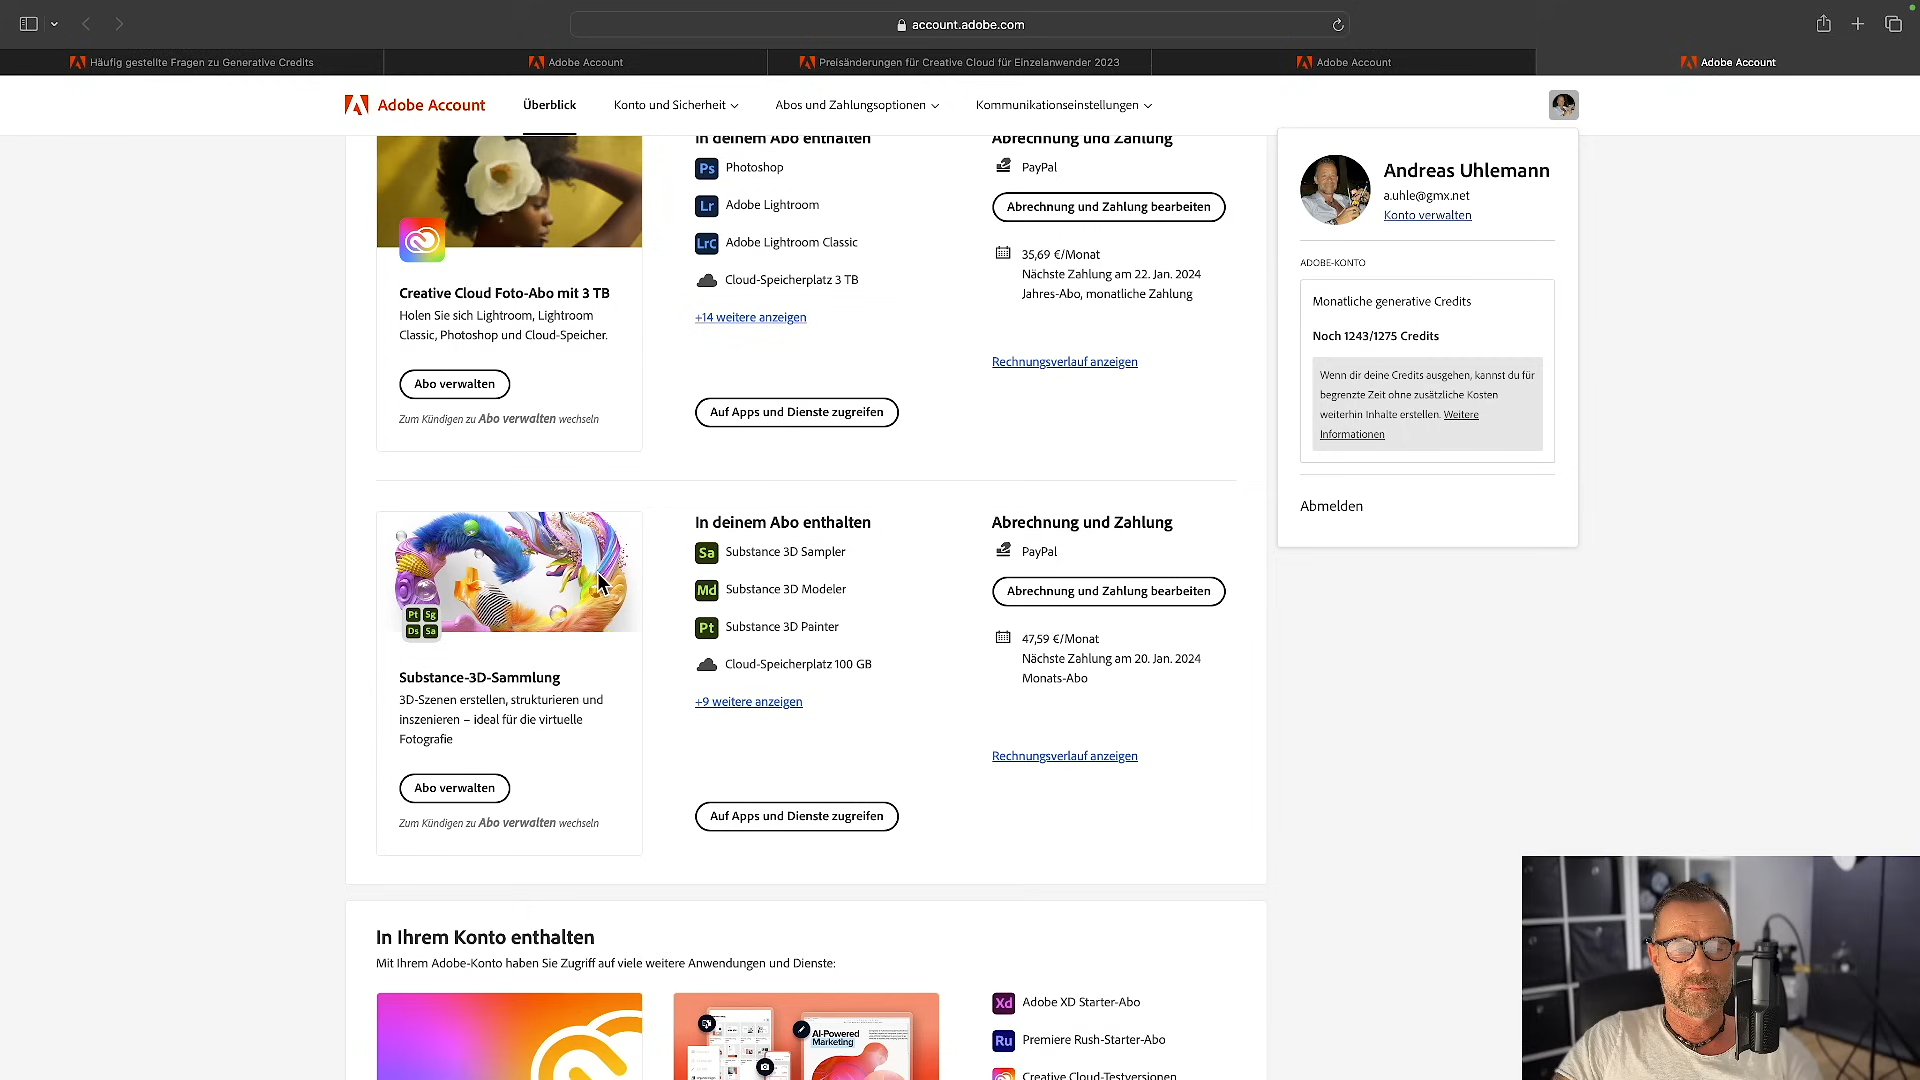 account.adobe.com
Häufig gestellte Fragen zu Generative Credits
Adobe Account
Preisänderungen für Creative Cloud für Einzelanwender 2023
Adobe Account
Adobe Account
Adobe Account
Überblick
Konto und Sicherheit
Abos und Zahlungsoptionen
Kommunikationseinstellungen
In deinem Abo enthalten
Ps Photoshop
Lr Adobe Lightroom
LrC Adobe Lightroom Classic
Cloud-Speicherplatz 3 TB
+14 weitere anzeigen
Auf Apps und Dienste zugreifen
Abrechnung und Zahlung
PayPal
Abrechnung und Zahlung bearbeiten
35,69 €/Monat
Nächste Zahlung am 22. Jan. 2024
Jahres-Abo, monatliche Zahlung
Rechnungsverlauf anzeigen
Creative Cloud Foto-Abo mit 3 TB
Holen Sie sich Lightroom, Lightroom
Classic, Photoshop und Cloud-Speicher.
Abo verwalten
Zum Kündigen zu Abo verwalten wechseln
Andreas Uhlemann
a.uhle@gmx.net
Konto verwalten
ADOBE-KONTO
Monatliche generative Credits
Noch 1243/1275 Credits
Wenn dir deine Credits ausgehen, kannst du für
begrenzte Zeit ohne zusätzliche Kosten
weiterhin Inhalte erstellen. Weitere
Informationen
Abmelden
Pt Sg
Ds Sa
Substance-3D-Sammlung
3D-Szenen erstellen, strukturieren und
inszenieren – ideal für die virtuelle
Fotografie
Abo verwalten
Zum Kündigen zu Abo verwalten wechseln
In deinem Abo enthalten
Sa Substance 3D Sampler
Md Substance 3D Modeler
Pt Substance 3D Painter
Cloud-Speicherplatz 100 GB
+9 weitere anzeigen
Auf Apps und Dienste zugreifen
Abrechnung und Zahlung
PayPal
Abrechnung und Zahlung bearbeiten
47,59 €/Monat
Nächste Zahlung am 20. Jan. 2024
Monats-Abo
Rechnungsverlauf anzeigen
In Ihrem Konto enthalten
Mit Ihrem Adobe-Konto haben Sie Zugriff auf viele weitere Anwendungen und Dienste:
AI-Powered
Marketing
Xd Adobe XD Starter-Abo
Ru Premiere Rush-Starter-Abo
Creative Cloud-Testversionen